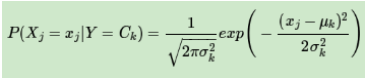 P(X_j = x_j|Y = C_k) = \frac{1}{\sqrt{2\pi\sigma_k^2}} exp\left( - \frac{(x_j - \mu_k)^2}{2\sigma_k^2} \right)